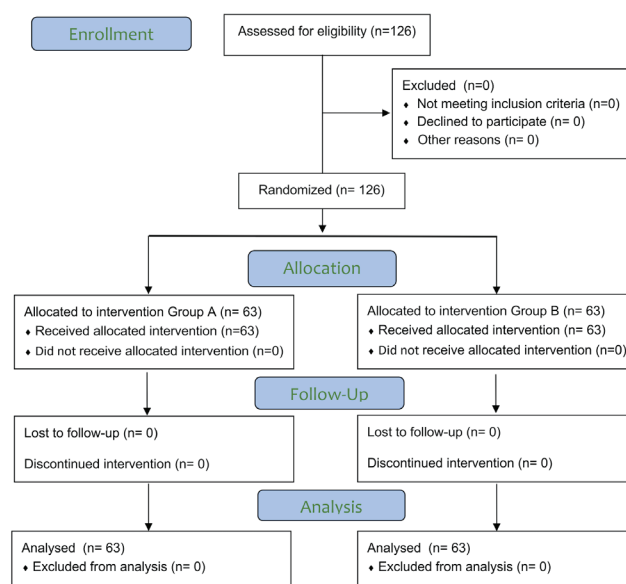 Enrollment
Assessed for eligibility (n=126)
Excluded (n=0)
♦ Not meeting inclusion criteria (n=0)
♦ Declined to participate (n= 0)
♦ Other reasons (n= 0)
Randomized (n= 126)
Allocation
Allocated to intervention Group A (n= 63)
♦ Received allocated intervention (n=63)
♦ Did not receive allocated intervention (n=0)
Allocated to intervention Group B (n= 63)
♦ Received allocated intervention (n= 63)
♦ Did not receive allocated intervention (n=0)
Follow-Up
Lost to follow-up (n= 0)
Discontinued intervention (n= 0)
Lost to follow-up (n= 0)
Discontinued intervention (n= 0)
Analysis
Analysed (n= 63)
♦ Excluded from analysis (n= 0)
Analysed (n= 63)
♦ Excluded from analysis (n= 0)